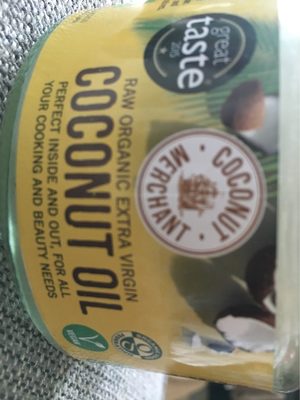 great
taste
COCONUT
MERCHANT
RAW ORGANIC EXTRA VIRGIN
COCONUT OIL
PERFECT INSIDE AND OUT, FOR ALL
YOUR COOKING AND BEAUTY NEEDS